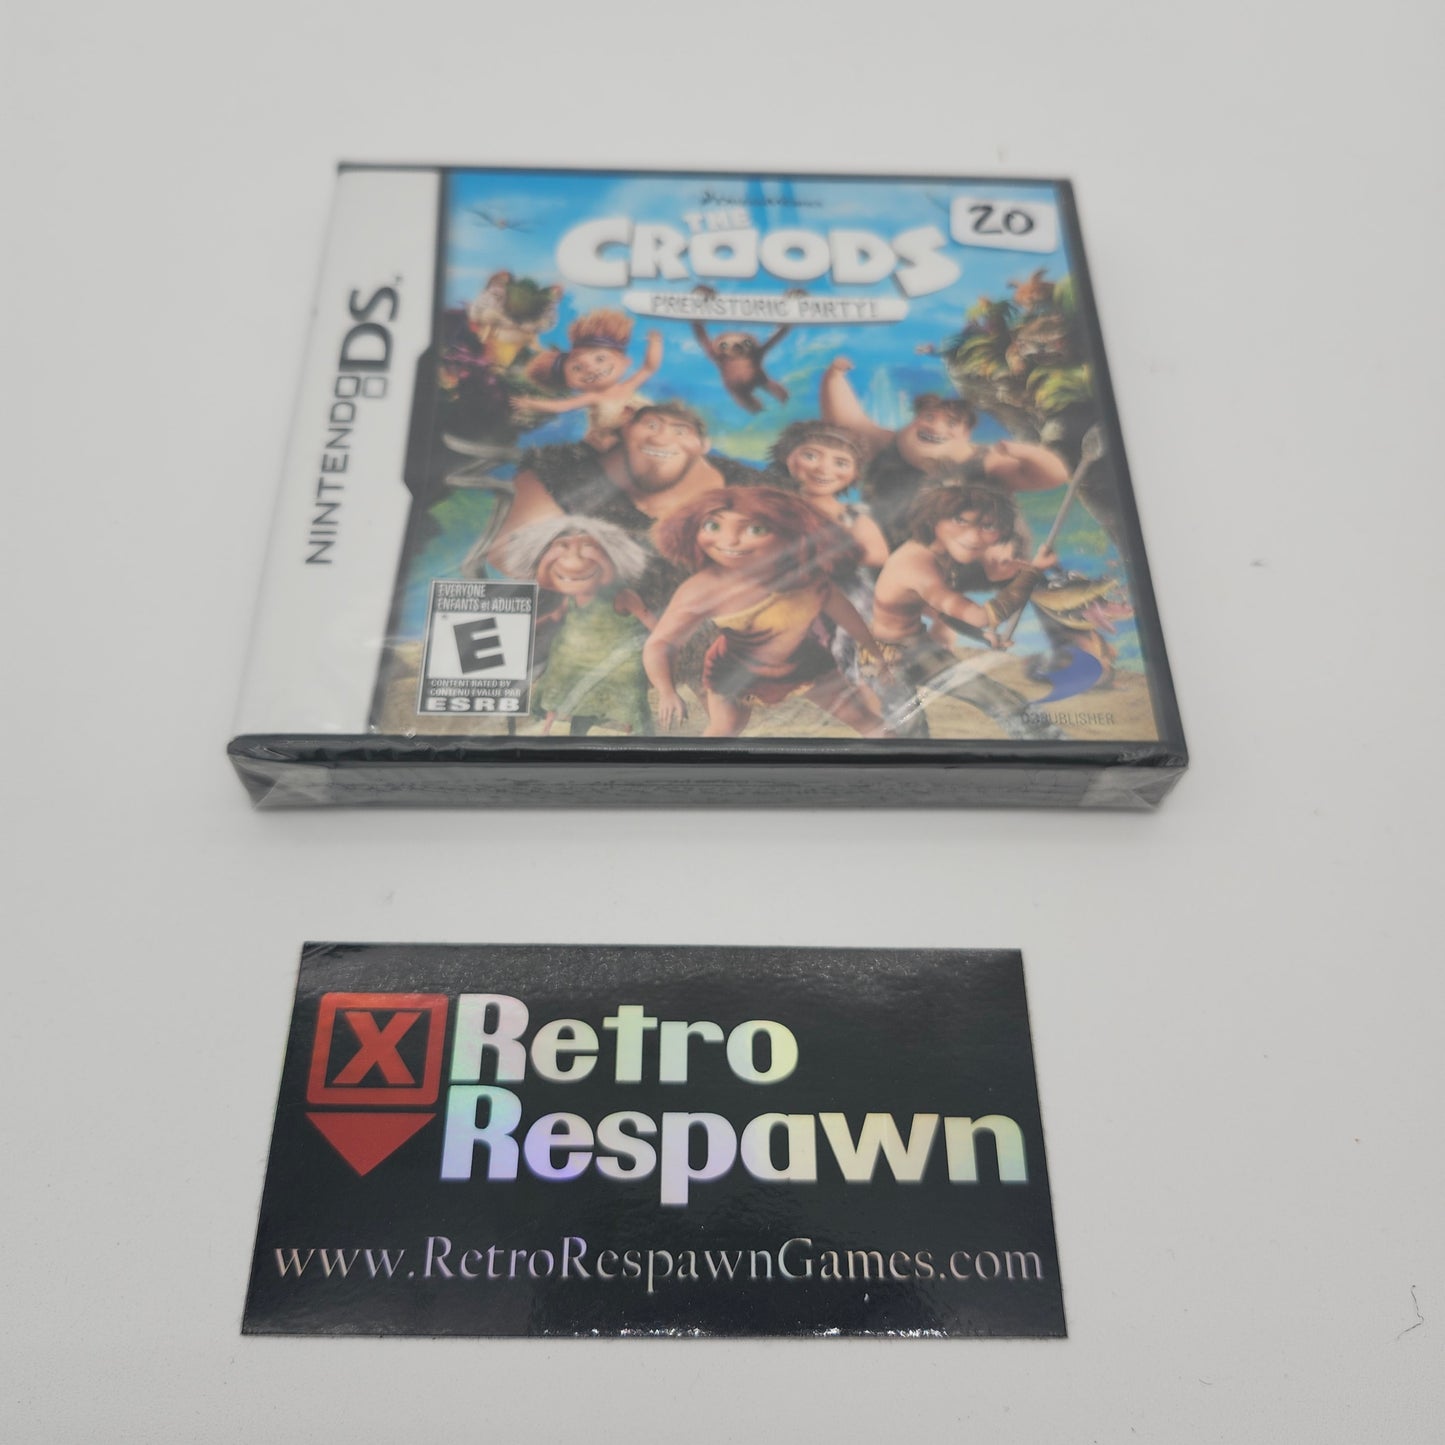 DREAMWORKS
20
THE
CROODS
PREHISTORIC PARTY!
NINTENDO DS™
EVERYONE
ENFANTS et ADULTES
E
CONTENT RATED BY
CONTENU ÉVALUÉ PAR
ESRB
D3PUBLISHER
X
Retro
Respawn
www.RetroRespawnGames.com